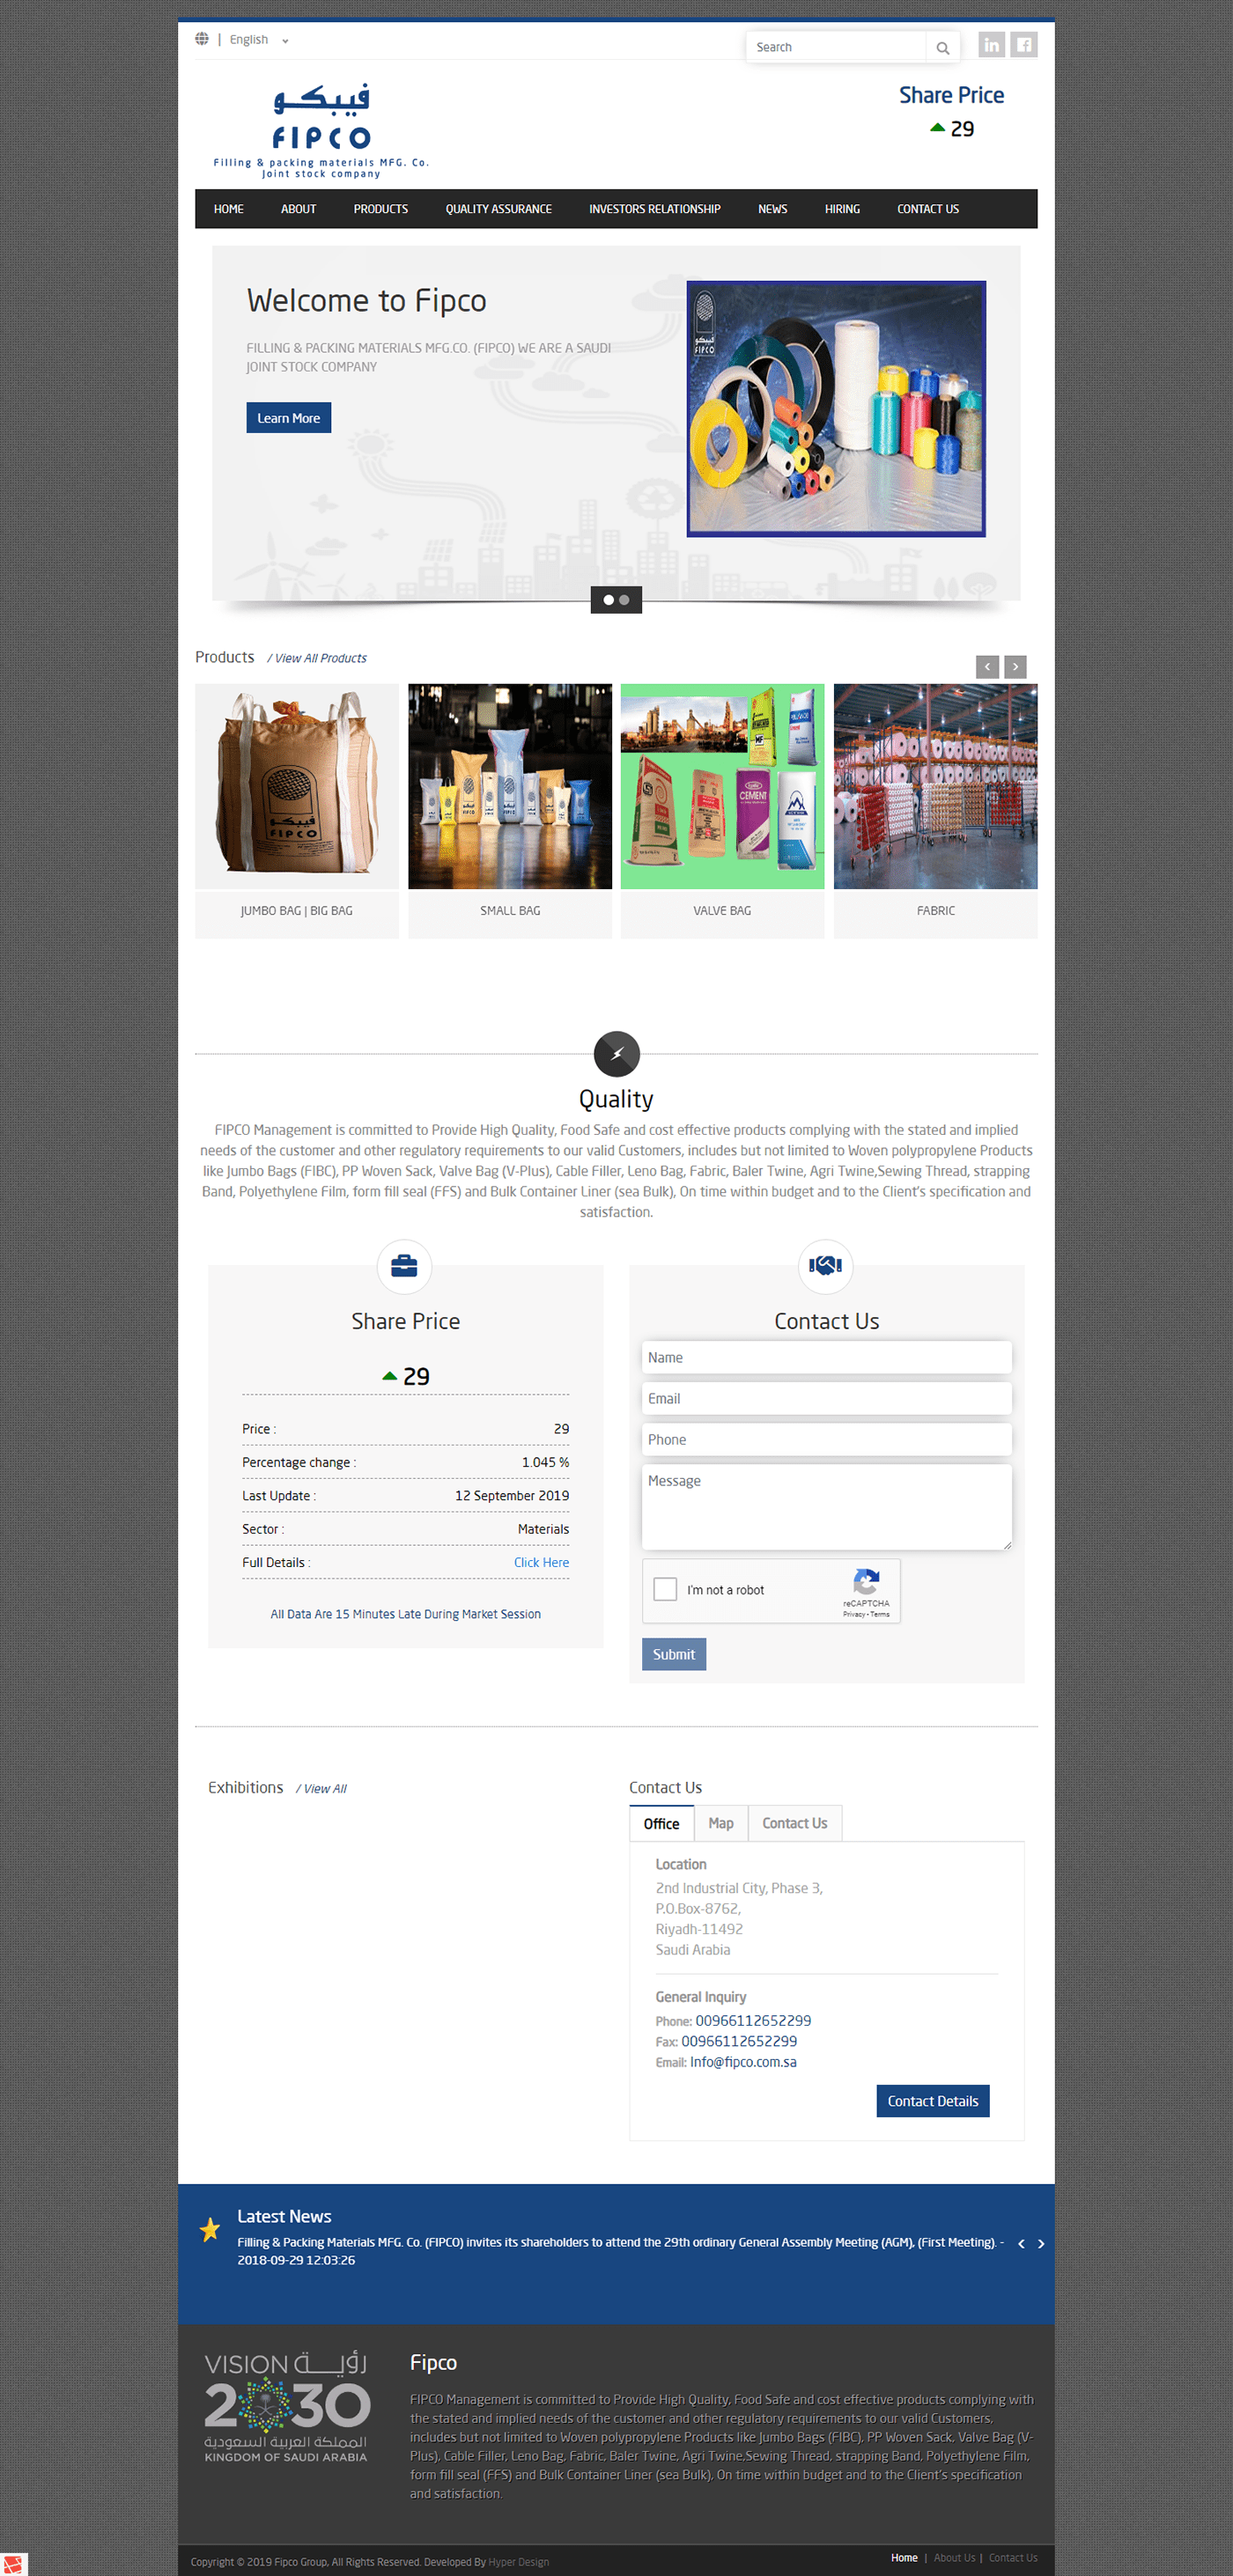 | English
Search
Share Price
29
فيبكو
FIPCO
Filling & packing materials MFG. Co.
Joint stock company
HOME ABOUT PRODUCTS QUALITY ASSURANCE INVESTORS RELATIONSHIP NEWS HIRING CONTACT US
Welcome to Fipco
FILLING & PACKING MATERIALS MFG.CO. (FIPCO) WE ARE A SAUDI
JOINT STOCK COMPANY
Learn More
فيبكو
FIPCO
Products / View All Products
فيبكو
FIPCO
CEMENT
JUMBO BAG | BIG BAG
SMALL BAG
VALVE BAG
FABRIC
Quality
FIPCO Management is committed to Provide High Quality, Food Safe and cost effective products complying with the stated and implied
needs of the customer and other regulatory requirements to our valid Customers, includes but not limited to Woven polypropylene Products
like Jumbo Bags (FIBC), PP Woven Sack, Valve Bag (V-Plus), Cable Filler, Leno Bag, Fabric, Baler Twine, Agri Twine,Sewing Thread, strapping
Band, Polyethylene Film, form fill seal (FFS) and Bulk Container Liner (sea Bulk), On time within budget and to the Client's specification and
satisfaction.
Share Price
29
Price : 29
Percentage change : 1.045 %
Last Update : 12 September 2019
Sector : Materials
Full Details : Click Here
All Data Are 15 Minutes Late During Market Session
Contact Us
Name
Email
Phone
Message
I'm not a robot
reCAPTCHA
Privacy - Terms
Submit
Exhibitions / View All
Contact Us
Office Map Contact Us
Location
2nd Industrial City, Phase 3,
P.O.Box-8762,
Riyadh-11492
Saudi Arabia
General Inquiry
Phone: 00966112652299
Fax: 00966112652299
Email: Info@fipco.com.sa
Contact Details
Latest News
Filling & Packing Materials MFG. Co. (FIPCO) invites its shareholders to attend the 29th ordinary General Assembly Meeting (AGM), (First Meeting). -
2018-09-29 12:03:26
VISION رؤية
2030
المملكة العربية السعودية
KINGDOM OF SAUDI ARABIA
Fipco
FIPCO Management is committed to Provide High Quality, Food Safe and cost effective products complying with
the stated and implied needs of the customer and other regulatory requirements to our valid Customers,
includes but not limited to Woven polypropylene Products like Jumbo Bags (FIBC), PP Woven Sack, Valve Bag (V-
Plus), Cable Filler, Leno Bag, Fabric, Baler Twine, Agri Twine,Sewing Thread, strapping Band, Polyethylene Film,
form fill seal (FFS) and Bulk Container Liner (sea Bulk), On time within budget and to the Client's specification
and satisfaction.
Copyright © 2019 Fipco Group, All Rights Reserved. Developed By Hyper Design
Home | About Us | Contact Us